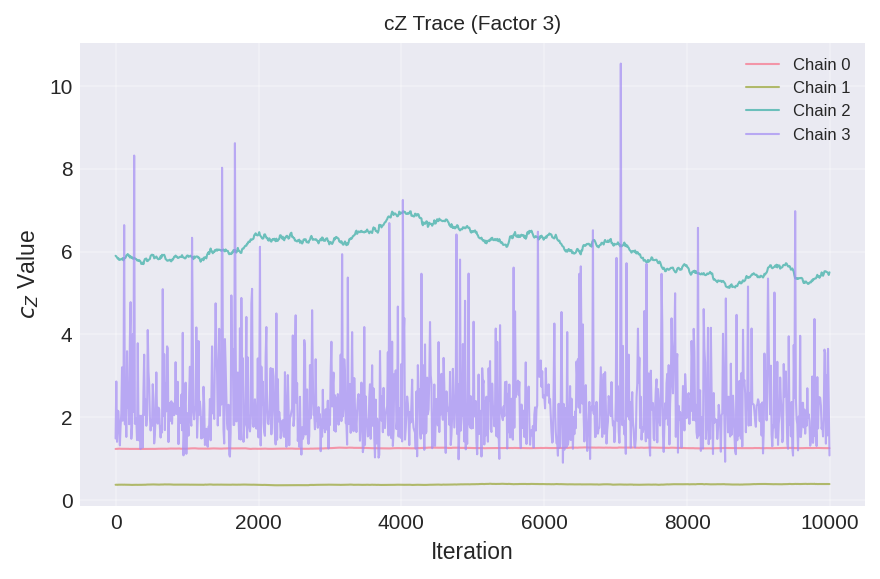 cZ Trace (Factor 3)
Chain 0
Chain 1
Chain 2
Chain 3
10
8
6
4
2
0
cZ Value
0 2000 4000 6000 8000 10000
Iteration